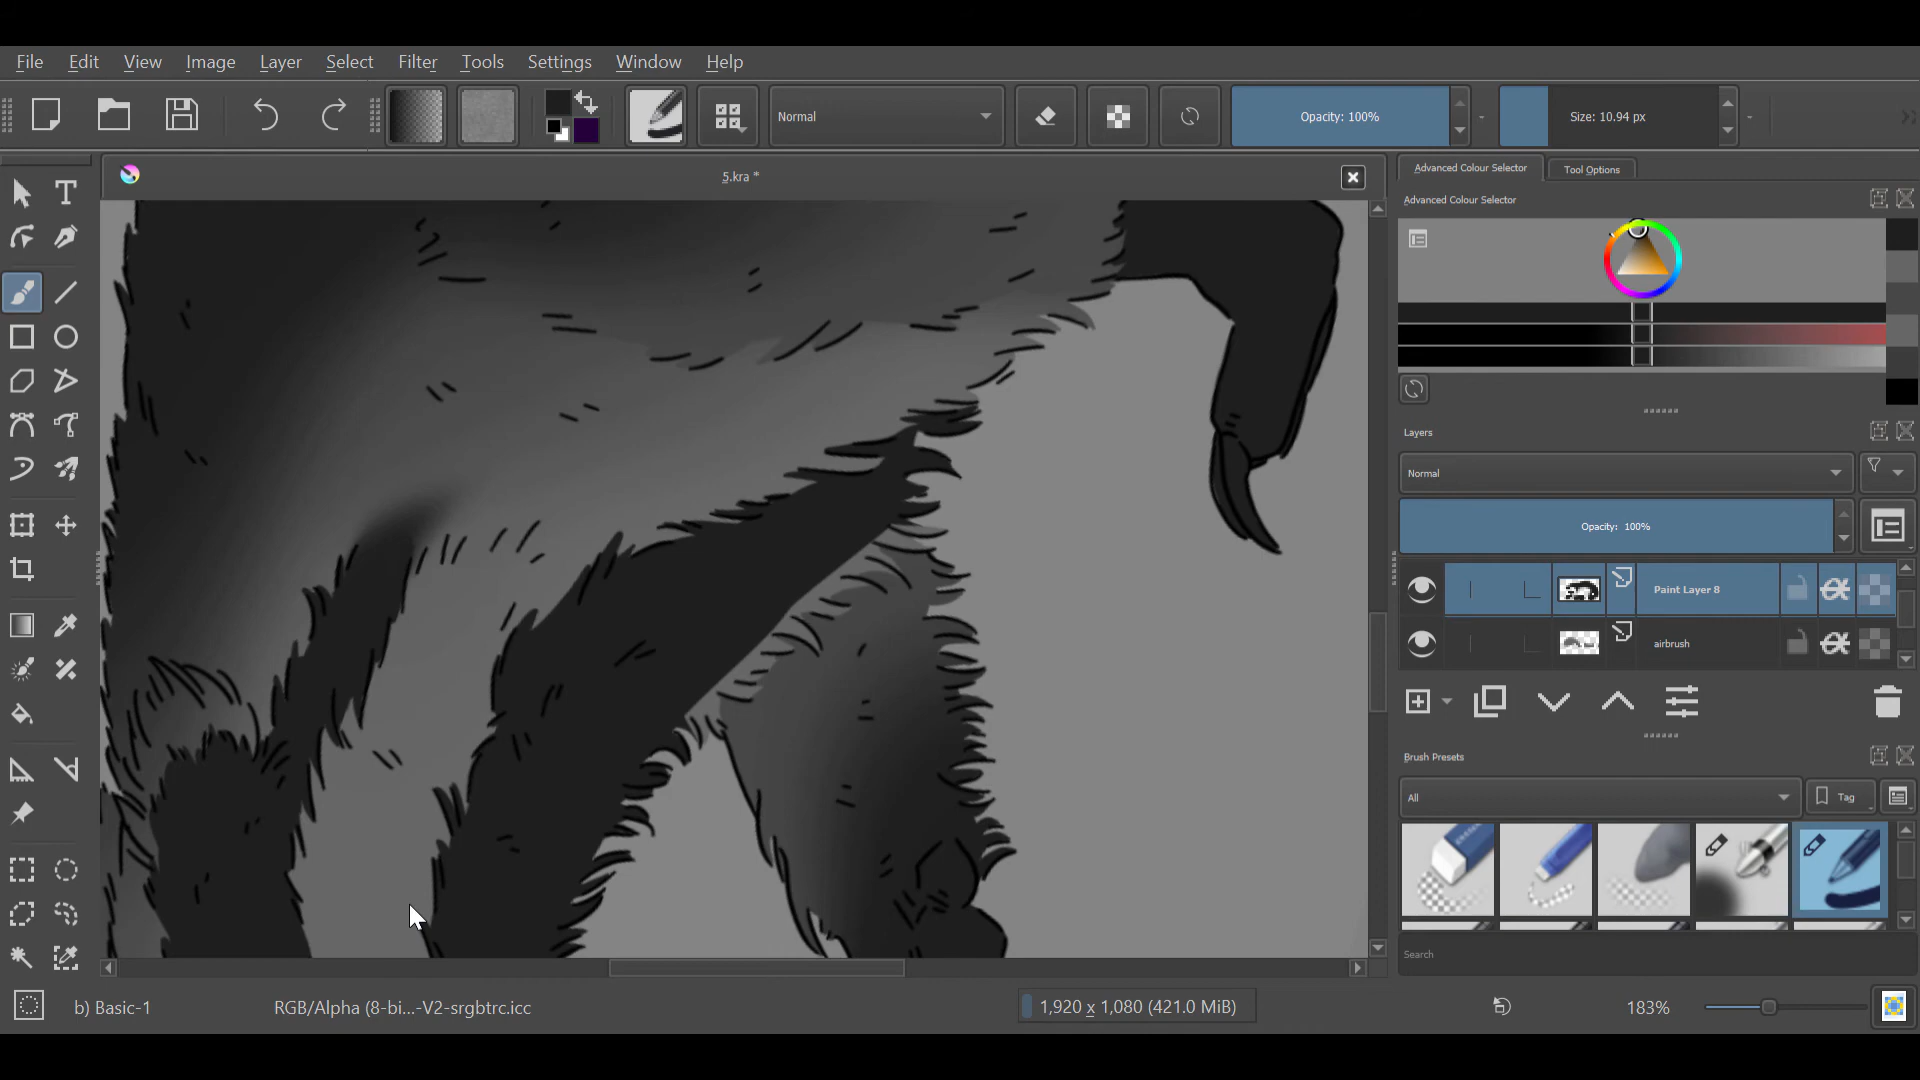 File Edit View Image Layer Select Filter Tools Settings Window Help
Normal
Opacity: 100%
Size: 10.94 px
5.kra *
Advanced Colour Selector
Tool Options
Advanced Colour Selector
Layers
Normal
Opacity: 100%
Paint Layer 8
airbrush
Brush Presets
All
Tag
Search
b) Basic-1
RGB/Alpha (8-bi...-V2-srgbtrc.icc
1,920 x 1,080 (421.0 MiB)
183%